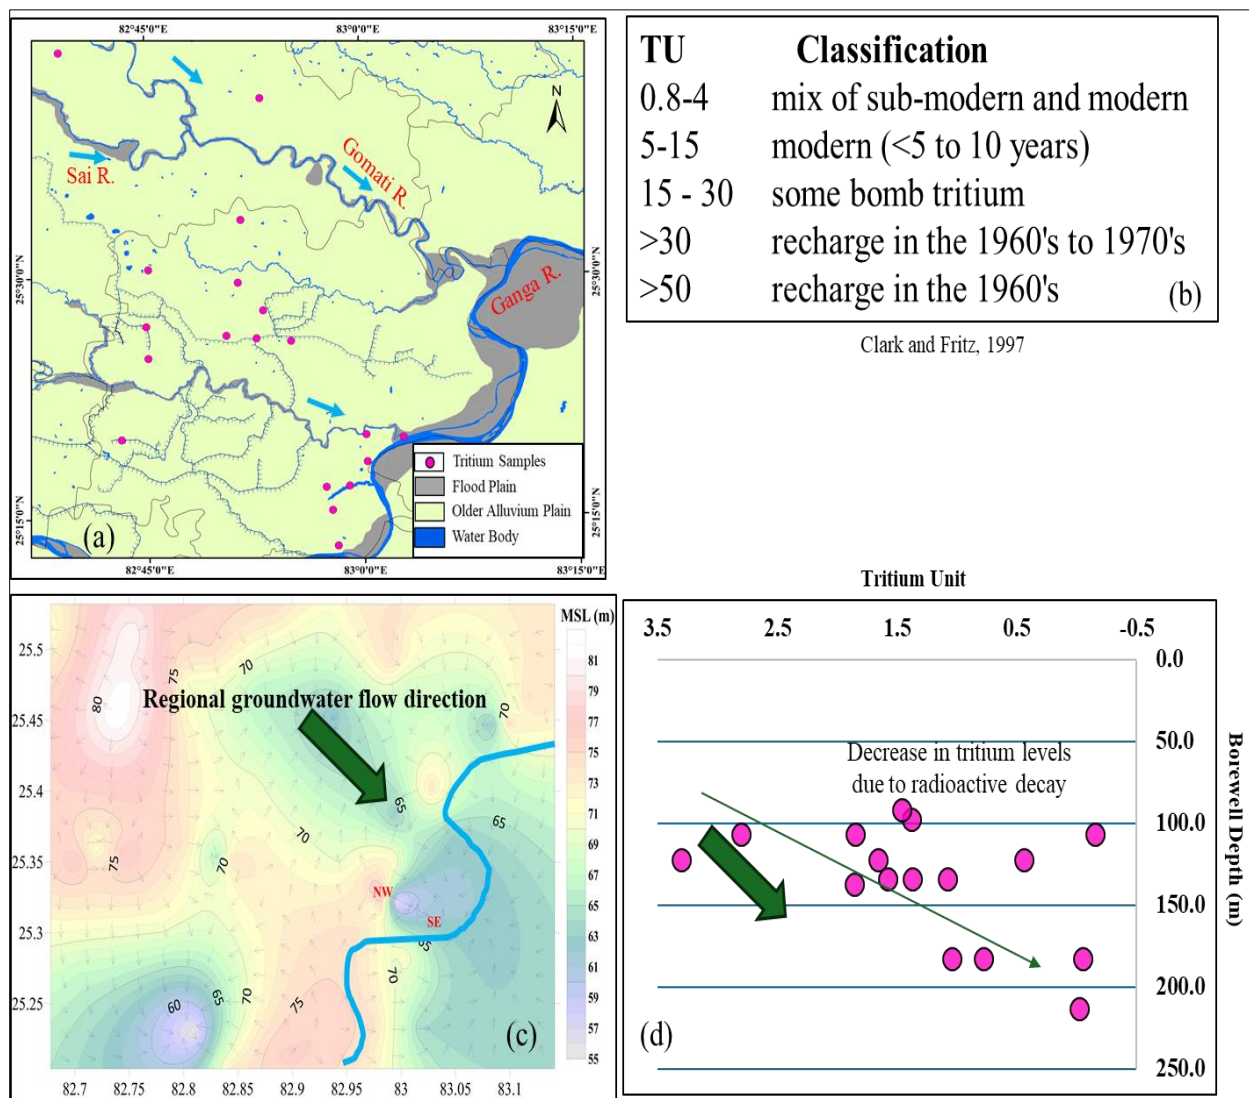 82°45'0"E 83°0'0"E 83°15'0"E
N
Sai R.
Gomati R.
Ganga R.
25°30'0"N
25°30'0"N
25°15'0"N
25°15'0"N
Tritium Samples
Flood Plain
Older Alluvium Plain
Water Body
(a)
82°45'0"E 83°0'0"E 83°15'0"E
TU Classification
0.8-4 mix of sub-modern and modern
5-15 modern (<5 to 10 years)
15 - 30 some bomb tritium
>30 recharge in the 1960's to 1970's
>50 recharge in the 1960's
(b)
Clark and Fritz, 1997
MSL (m)
81
79
77
75
73
71
69
67
65
63
61
59
57
55
25.5
25.45
25.4
25.35
25.3
25.25
80
75
70
70
Regional groundwater flow direction
65
65
70
75
70
NW
SE
65
70
60
65
70
75
(c)
82.7 82.75 82.8 82.85 82.9 82.95 83 83.05 83.1
Tritium Unit
3.5 2.5 1.5 0.5 -0.5
0.0
50.0
100.0
150.0
200.0
250.0
Borewell Depth (m)
Decrease in tritium levels
due to radioactive decay
(d)